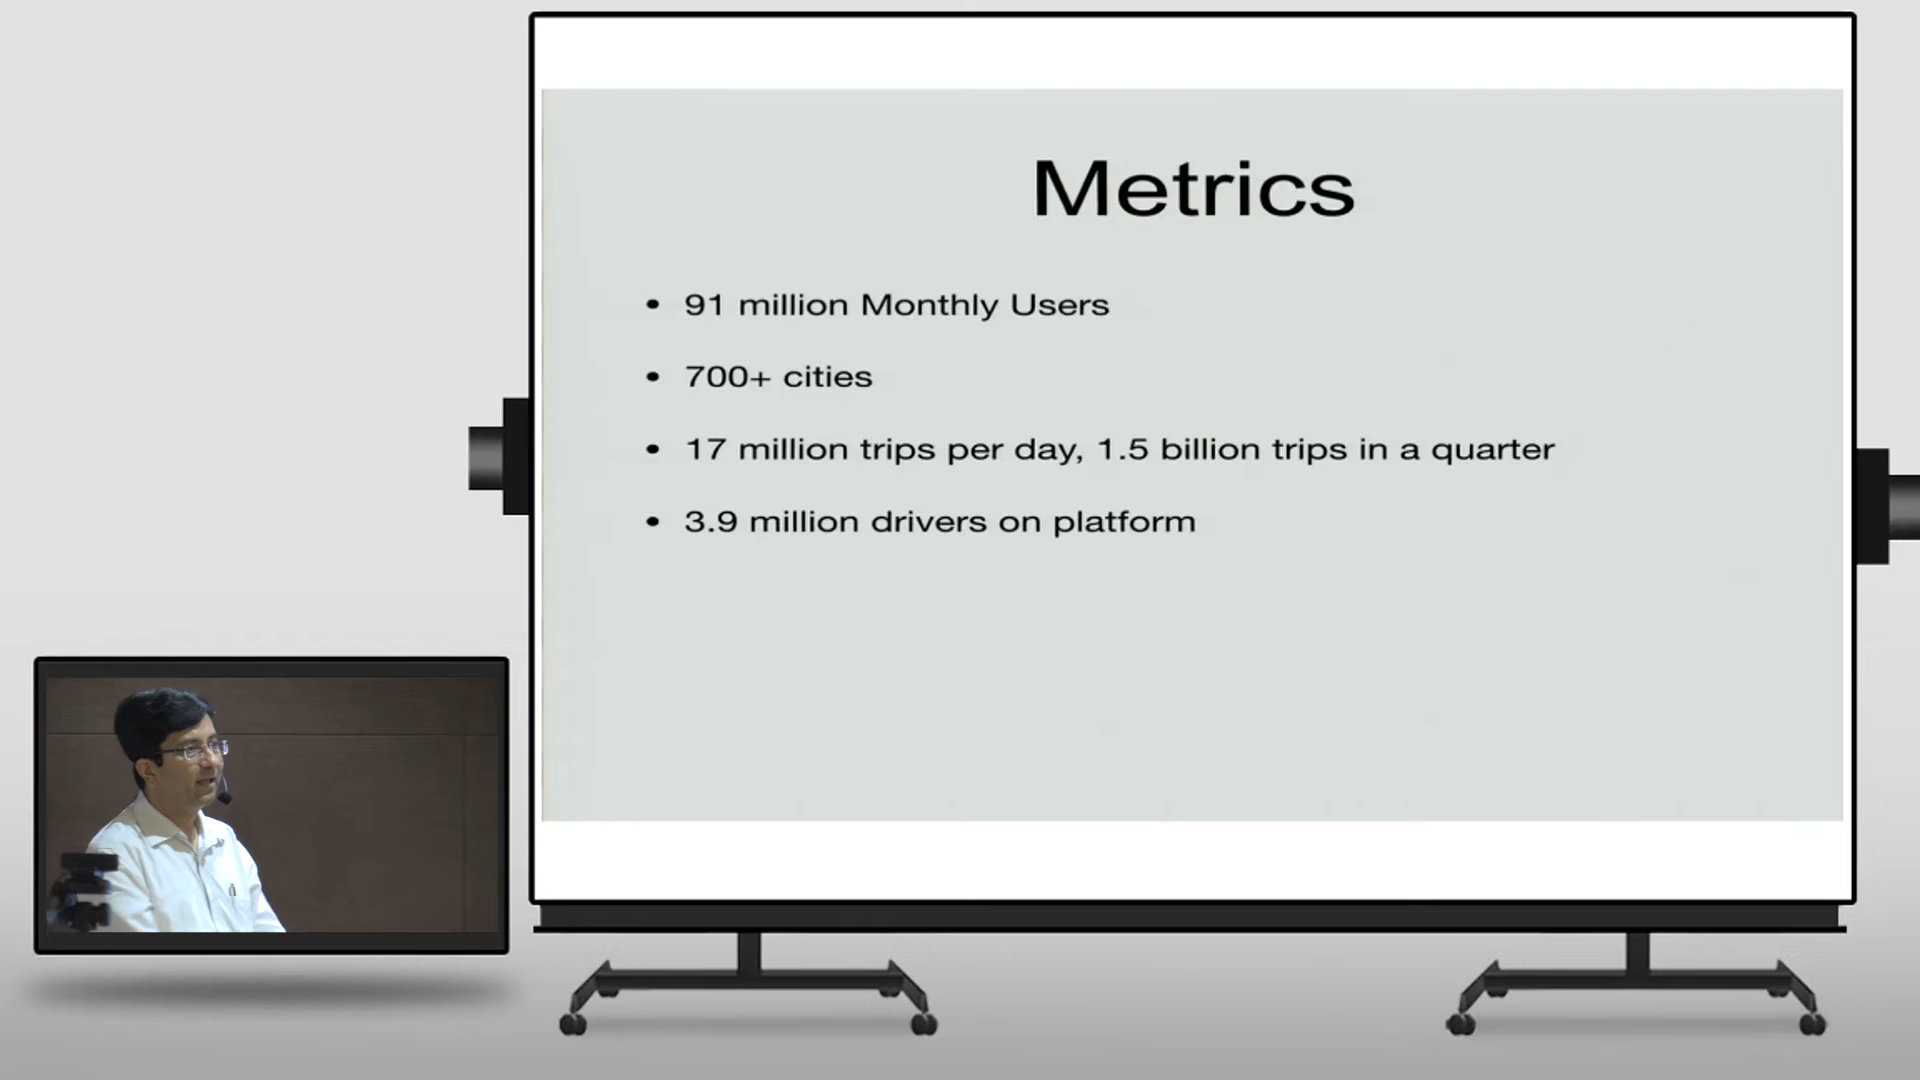 Metrics
• 91 million Monthly Users
• 700+ cities
• 17 million trips per day, 1.5 billion trips in a quarter
• 3.9 million drivers on platform